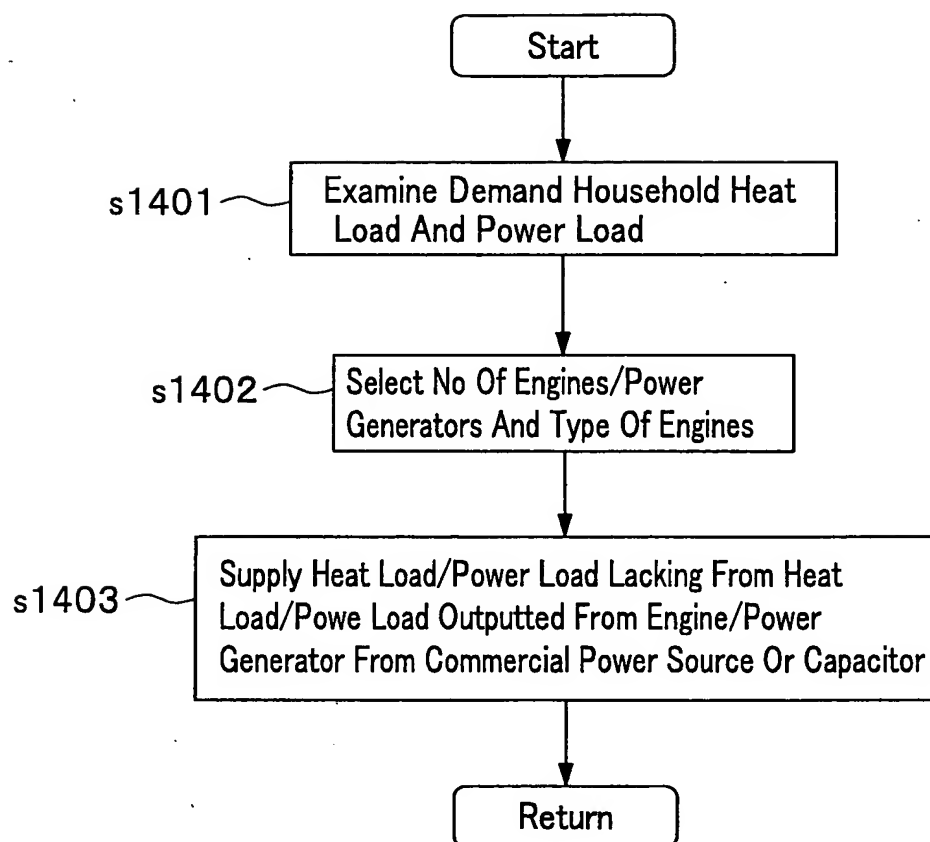 Start
s1401
Examine Demand Household Heat
Load And Power Load
s1402
Select No Of Engines/Power
Generators And Type Of Engines
s1403
Supply Heat Load/Power Load Lacking From Heat
Load/Powe Load Outputted From Engine/Power
Generator From Commercial Power Source Or Capacitor
Return